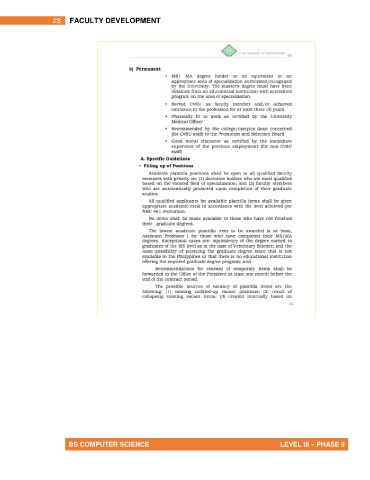 28 FACULTY DEVELOPMENT
b) Permanent
• MS/ MA degree holder or its equivalent in an
appropriate area of specialization authorized/recognized
by the University. The master's degree must have been
obtained from an educational institution with accredited
program on the area of specialization
• Served CvSU as faculty member and/or achieved
eminence in the profession for at least three (3) years
• Physically fit to work as certified by the University
Medical Officer
• Recommended by the college/campus dean concerned
(for CvSU staff) to the Promotion and Selection Board
• Good moral character as certified by the immediate
supervisor of the previous employment (for non-CvSU
staff)
A. Specific Guidelines
• Filling up of Positions
Available plantilla positions shall be open to all qualified faculty
members with priority on: (1) doctorate holders who are most qualified
based on the vacated field of specialization; and (2) faculty members
who are automatically promoted upon completion of their graduate
studies.
All qualified applicants for available plantilla items shall be given
appropriate academic rank in accordance with the level achieved per
NBC 461 evaluation.
No items shall be made available to those who have not finished
their graduate degrees.
The lowest academic plantilla item to be awarded is at least,
Assistant Professor I for those who have completed their MS/MA
degrees. Exceptional cases are: equivalency of the degree earned to
graduates of the MS level as in the case of Veterinary Science; and the
none possibility of pursuing the graduate degree since this is not
available in the Philippines or that there is no educational institution
offering the required graduate degree program; and
Recommendations for renewal of temporary items shall be
forwarded to the Office of the President at least one month before the
end of the contract period.
The possible sources of vacancy of plantilla items are the
following: (1) existing unfilled-up vacant positions; (2) result of
collapsing existing vacant items; (3) created internally based on
BS COMPUTER SCIENCE LEVEL III – PHASE II